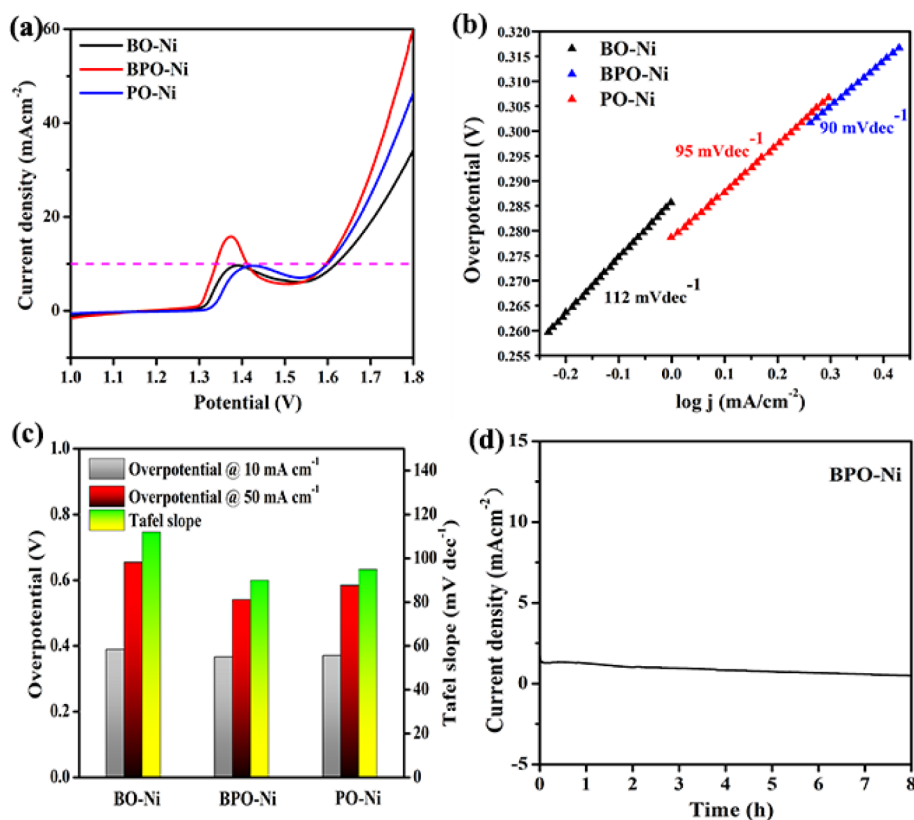 (a)
BO-Ni
BPO-Ni
PO-Ni
Current density (mAcm⁻²)
60
40
20
0
1.0 1.1 1.2 1.3 1.4 1.5 1.6 1.7 1.8
Potential (V)
(b)
BO-Ni
BPO-Ni
PO-Ni
Overpotential (V)
0.320
0.315
0.310
0.305
0.300
0.295
0.290
0.285
0.280
0.275
0.270
0.265
0.260
0.255
95 mVdec⁻¹
90 mVdec⁻¹
112 mVdec⁻¹
-0.2 -0.1 0.0 0.1 0.2 0.3 0.4
log j (mA/cm⁻²)
(c)
Overpotential @ 10 mA cm⁻¹
Overpotential @ 50 mA cm⁻¹
Tafel slope
Overpotential (V)
1.0
0.8
0.6
0.4
0.2
0.0
Tafel slope (mV dec⁻¹)
140
120
100
80
60
40
20
0
BO-Ni BPO-Ni PO-Ni
(d)
BPO-Ni
Current density (mAcm⁻²)
15
10
5
0
-5
0 1 2 3 4 5 6 7 8
Time (h)